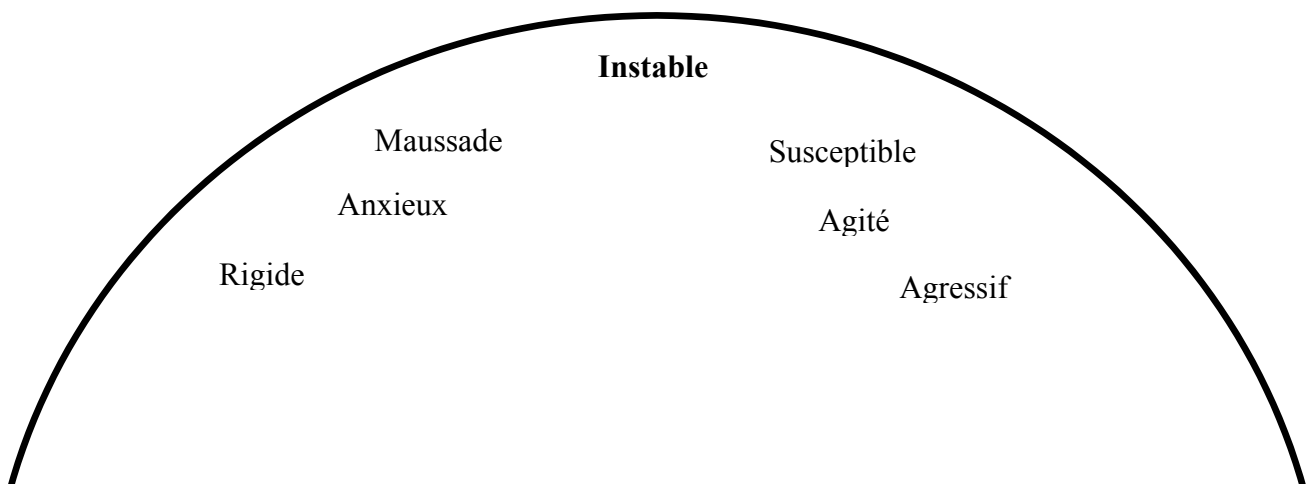 Instable
Maussade
Susceptible
Anxieux
Agité
Rigide
Agressif